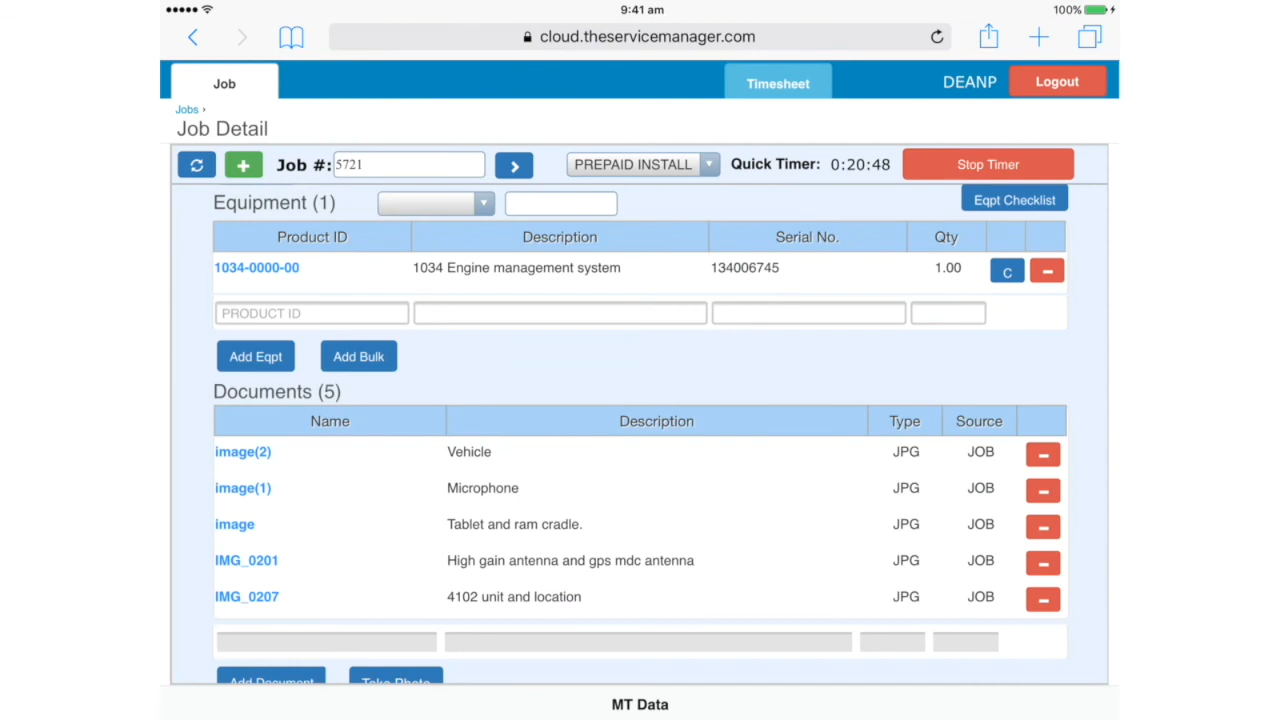 9:41 am
100%
cloud.theservicemanager.com
Job
Timesheet
DEANP
Logout
Jobs ›
Job Detail
Job #: 5721
PREPAID INSTALL
Quick Timer: 0:20:48
Stop Timer
Equipment (1)
Eqpt Checklist
Product ID Description Serial No. Qty
1034-0000-00 1034 Engine management system 134006745 1.00 C
PRODUCT ID
Add Eqpt Add Bulk
Documents (5)
Name Description Type Source
image(2) Vehicle JPG JOB
image(1) Microphone JPG JOB
image Tablet and ram cradle. JPG JOB
IMG_0201 High gain antenna and gps mdc antenna JPG JOB
IMG_0207 4102 unit and location JPG JOB
Add Document Take Photo
MT Data